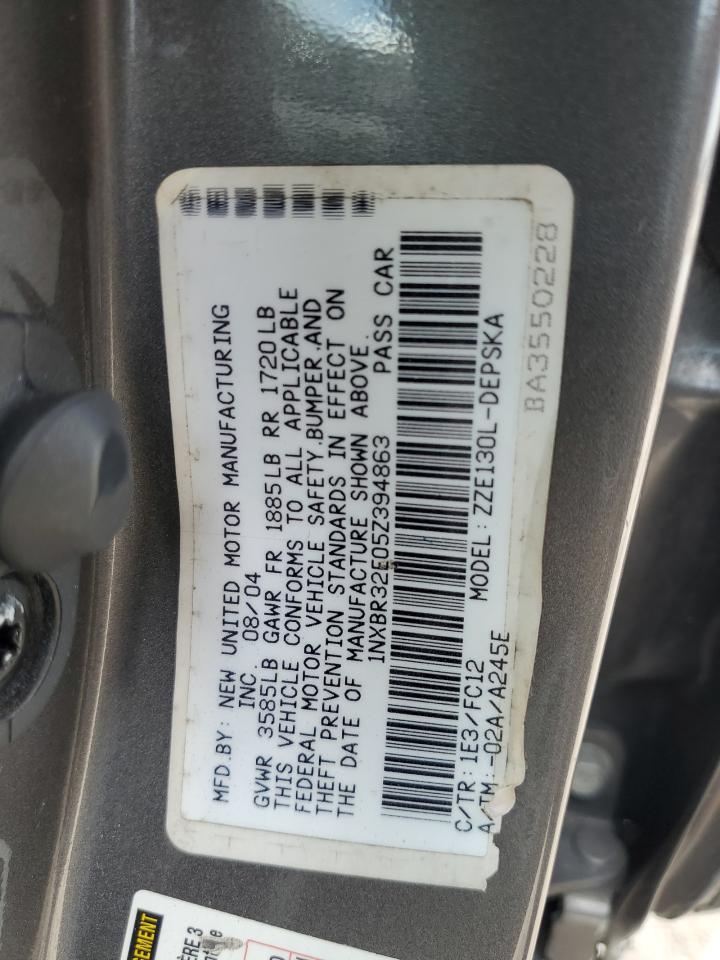 MFD.BY: NEW UNITED MOTOR MANUFACTURING
INC. 08/04
GVWR 3585LB GAWR FR 1885LB RR 1720LB
THIS VEHICLE CONFORMS TO ALL APPLICABLE
FEDERAL MOTOR VEHICLE SAFETY,BUMPER,AND
THEFT PREVENTION STANDARDS IN EFFECT ON
THE DATE OF MANUFACTURE SHOWN ABOVE.
1NXBR32E05Z394863 PASS CAR
C/TR: 1E3/FC12 MODEL: ZZE130L-DEPSKA
A/TM: -02A/A245E
BA3550228